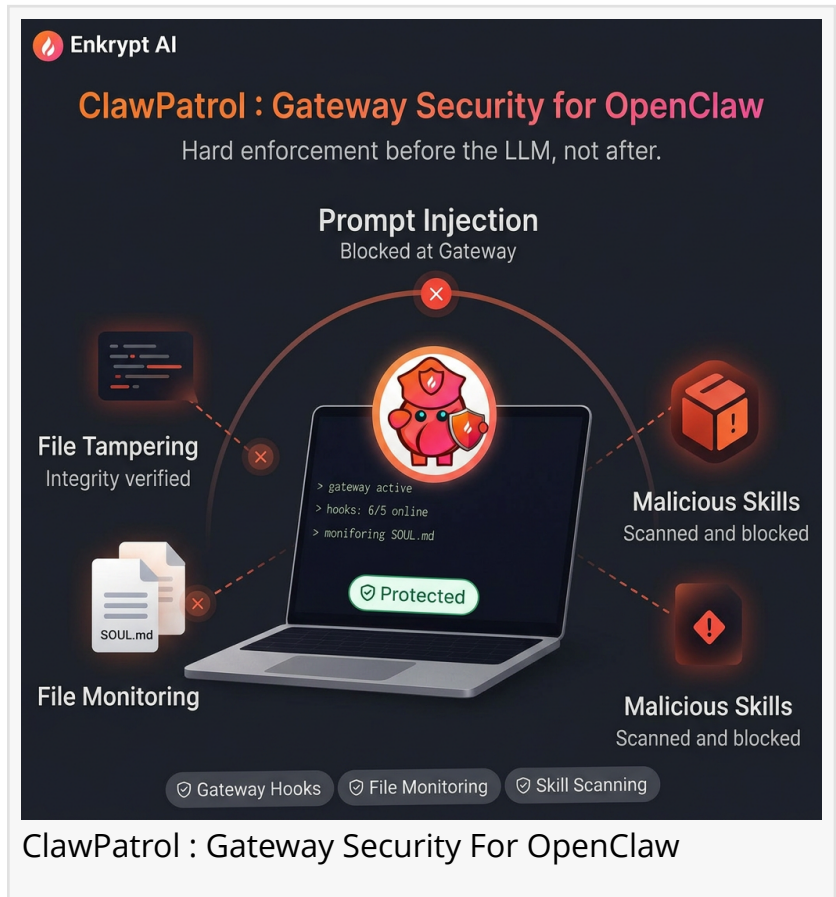 Enkrypt AI
ClawPatrol : Gateway Security for OpenClaw
Hard enforcement before the LLM, not after.
Prompt Injection
Blocked at Gateway
File Tampering
Integrity verified
> gateway active
> hooks: 6/5 online
> moniforing SOUL.md
Protected
Malicious Skills
Scanned and blocked
SOUL.md
File Monitoring
Malicious Skills
Scanned and blocked
Gateway Hooks
File Monitoring
Skill Scanning
ClawPatrol : Gateway Security For OpenClaw